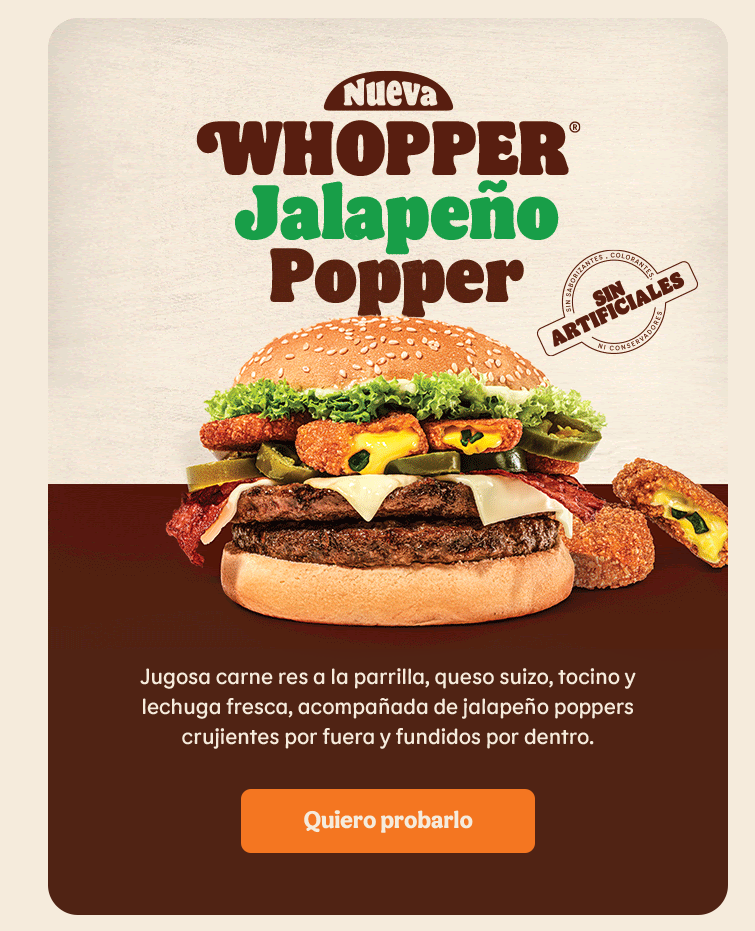 Nueva
WHOPPER®
Jalapeño
Popper
SIN SABORIZANTES . COLORANTES
SIN
ARTIFICIALES
NI CONSERVADORES
Jugosa carne res a la parrilla, queso suizo, tocino y
lechuga fresca, acompañada de jalapeño poppers
crujientes por fuera y fundidos por dentro.
Quiero probarlo